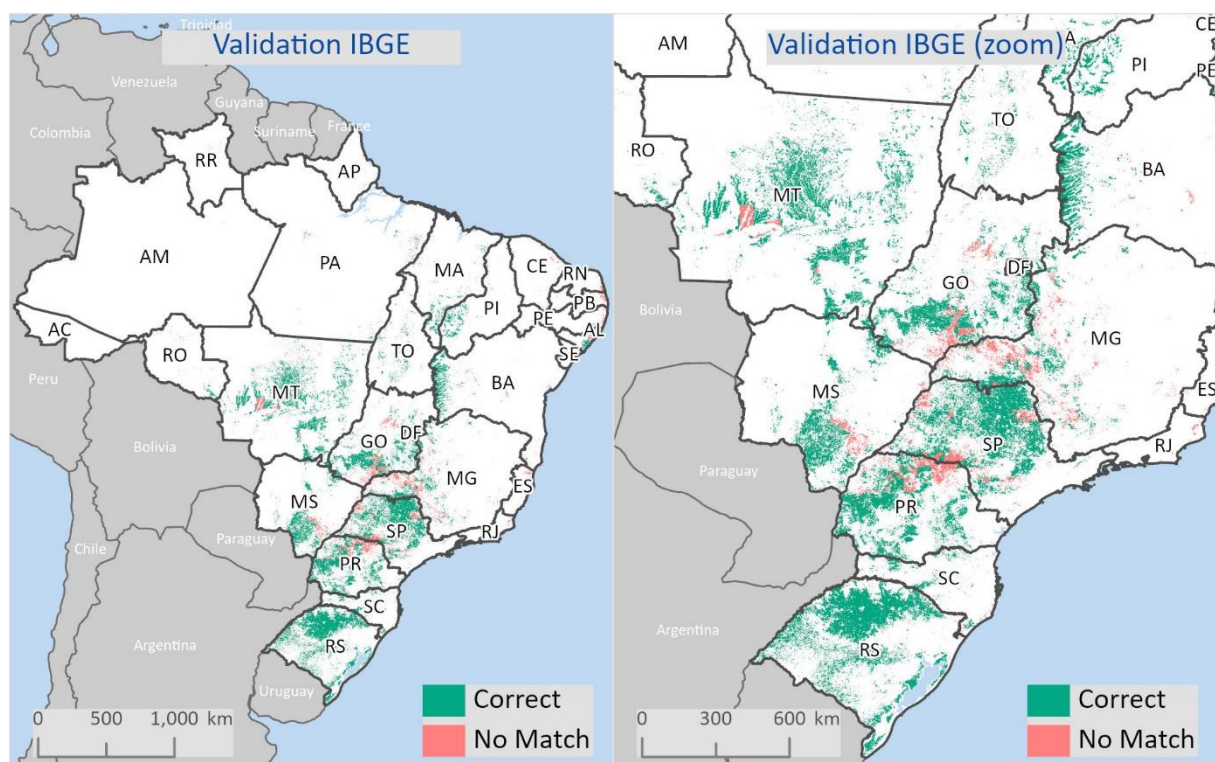 Trinidad
Validation IBGE
Venezuela
Guyana
Suriname
France
Colombia
RR
AP
AM
PA
MA
CE
RN
PB
PI
PE
AL
SE
AC
RO
TO
BA
Peru
MT
Bolivia
GO
DF
MG
ES
MS
SP
RJ
Paraguay
Chile
PR
SC
Argentina
RS
Uruguay
Correct
No Match
0 500 1,000 km
Validation IBGE (zoom)
AM
A
CE
PI
PE
TO
RO
MT
BA
GO
DF
Bolivia
MG
MS
ES
SP
RJ
Paraguay
PR
SC
Argentina
RS
Correct
No Match
0 300 600 km